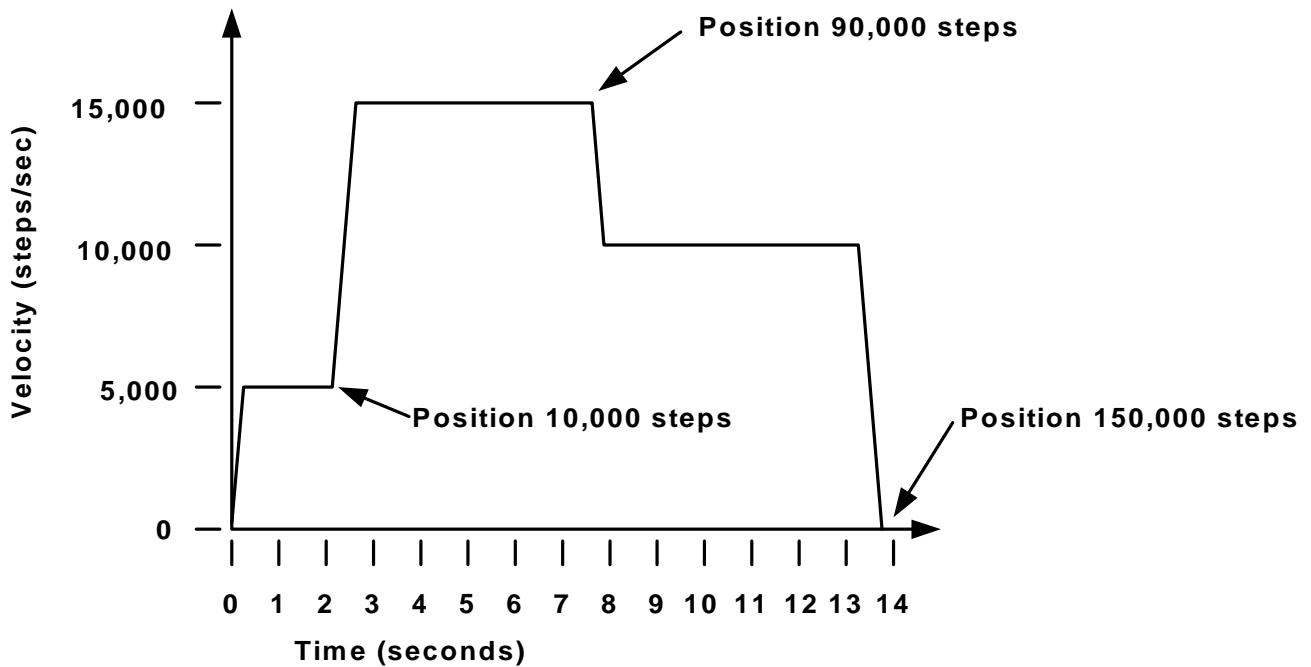 Position 90,000 steps
15,000
Velocity (steps/sec)
10,000
5,000
Position 10,000 steps
Position 150,000 steps
0
0 1 2 3 4 5 6 7 8 9 10 11 12 13 14
Time (seconds)